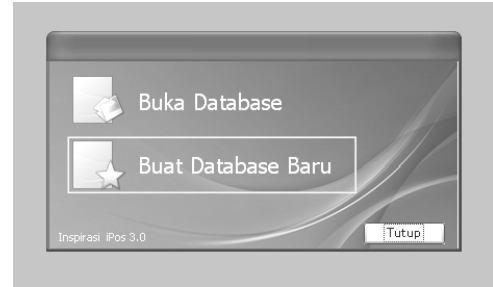 Buka Database
Buat Database Baru
Inspirasi iPos 3.0
Tutup